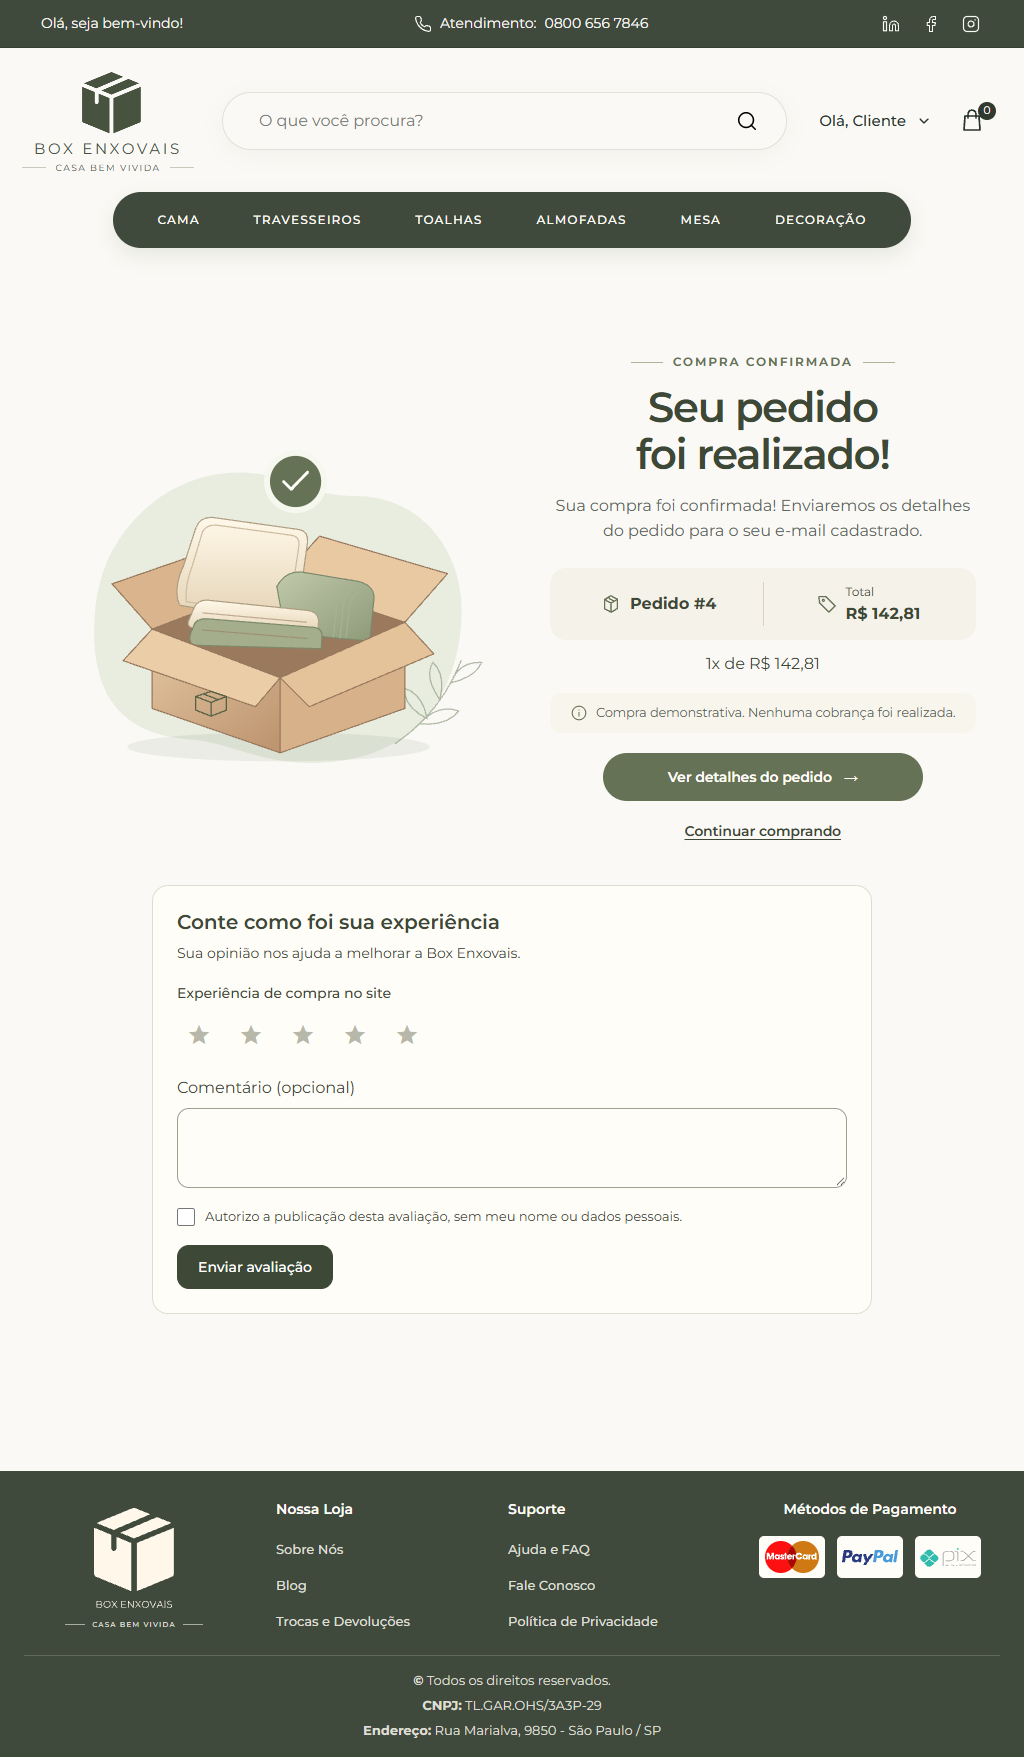 Olá, seja bem-vindo!
Atendimento: 0800 656 7846
BOX ENXOVAIS
CASA BEM VIVIDA
O que você procura?
Olá, Cliente
0
CAMA
TRAVESSEIROS
TOALHAS
ALMOFADAS
MESA
DECORAÇÃO
COMPRA CONFIRMADA
Seu pedido
foi realizado!
Sua compra foi confirmada! Enviaremos os detalhes
do pedido para o seu e-mail cadastrado.
Pedido #4
Total
R$ 142,81
1x de R$ 142,81
Compra demonstrativa. Nenhuma cobrança foi realizada.
Ver detalhes do pedido →
Continuar comprando
Conte como foi sua experiência
Sua opinião nos ajuda a melhorar a Box Enxovais.
Experiência de compra no site
Comentário (opcional)
Autorizo a publicação desta avaliação, sem meu nome ou dados pessoais.
Enviar avaliação
BOX ENXOVAIS
CASA BEM VIVIDA
Nossa Loja
Sobre Nós
Blog
Trocas e Devoluções
Suporte
Ajuda e FAQ
Fale Conosco
Política de Privacidade
Métodos de Pagamento
MasterCard
PayPal
pix
© Todos os direitos reservados.
CNPJ: TL.GAR.OHS/3A3P-29
Endereço: Rua Marialva, 9850 - São Paulo / SP